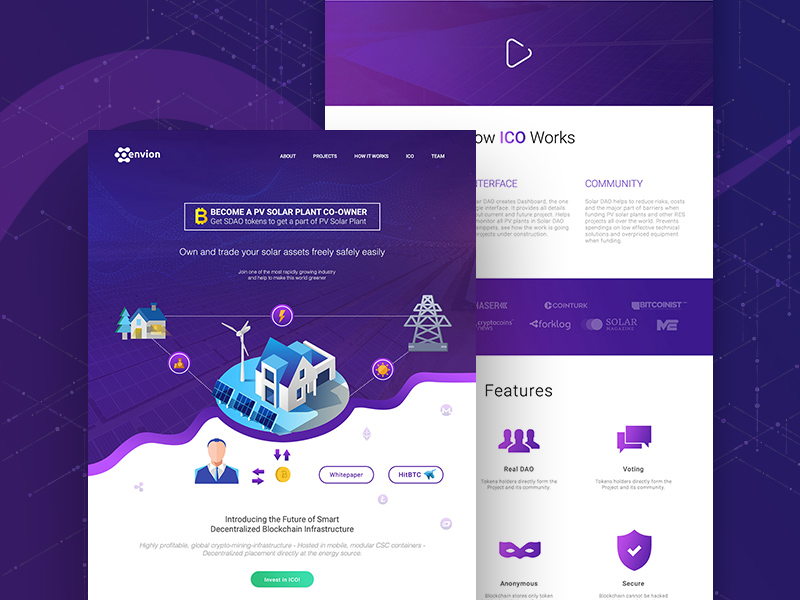 envion
ABOUT PROJECTS HOW IT WORKS ICO TEAM
BECOME A PV SOLAR PLANT CO-OWNER
Get SDAO tokens to get a part of PV Solar Plant
Own and trade your solar assets freely safely easily
Join one of the most rapidly growing industry
and help to make this world greener
Whitepaper
HitBTC
Introducing the Future of Smart
Decentralized Blockchain Infrastructure
Highly profitable, global crypto-mining-infrastructure - Hosted in mobile, modular CSC containers -
Decentralized placement directly at the energy source.
Invest in ICO!
ow ICO Works
NTERFACE
lar DAO creates Dashboard, the one
gle interface, It provides all details
out current and future project. Helps
monitor all PV plants in Solar DAO
snippets, see how the work is going
rojects under construction.
COMMUNITY
Solar DAO helps to reduce risks, costs
and the major part of barriers when
funding PV solar plants and other RES
projects all over the world. Prevents
spendings on low effective technical
solutions and overpriced equipment
when funding.
HASER
COINTURK
BITCOINIST
cryptocoins
news
forklog
SOLAR
MAGAZINE
ME
Features
Real DAO
Tokens holders directly form the
Project and its community.
Voting
Tokens holders directly form the
Project and its community.
Anonymous
Blockchain stores only token
Secure
Blockchain cannot be hacked